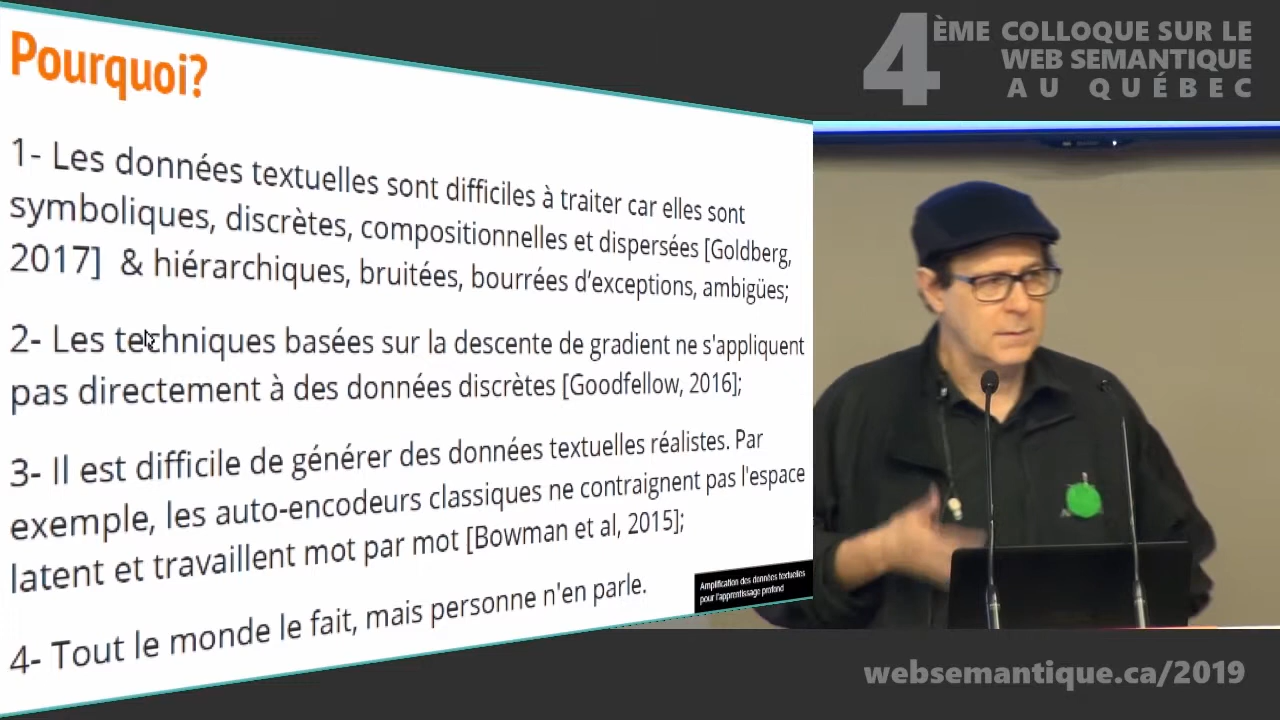 Pourquoi?
1- Les données textuelles sont difficiles à traiter car elles sont
symboliques, discrètes, compositionnelles et dispersées [Goldberg,
2017] & hiérarchiques, bruitées, bourrées d'exceptions, ambigües;
2- Les techniques basées sur la descente de gradient ne s'appliquent
pas directement à des données discrètes [Goodfellow, 2016];
3- Il est difficile de générer des données textuelles réalistes. Par
exemple, les auto-encodeurs classiques ne contraignent pas l'espace
latent et travaillent mot par mot [Bowman et al, 2015];
4- Tout le monde le fait, mais personne n'en parle.
Amplification des données textuelles
pour l'apprentissage profond
4ÈME COLLOQUE SUR LE
WEB SEMANTIQUE
AU QUÉBEC
websemantique.ca/2019